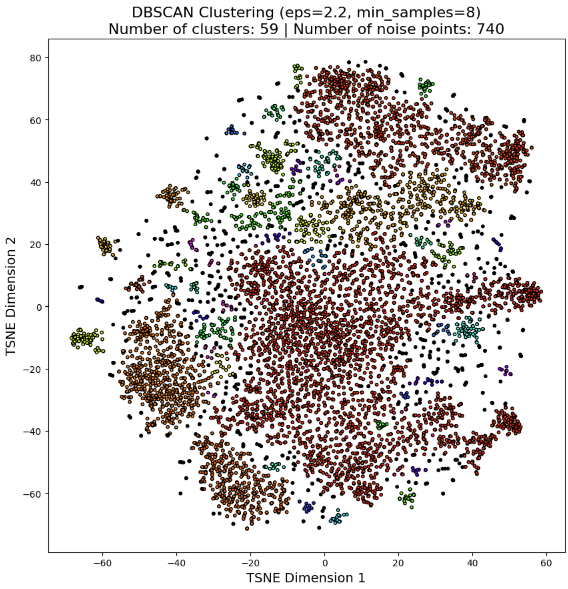 DBSCAN Clustering (eps=2.2, min_samples=8)
Number of clusters: 59 | Number of noise points: 740
80
60
40
20
0
−20
−40
−60
TSNE Dimension 2
−60 −40 −20 0 20 40 60
TSNE Dimension 1